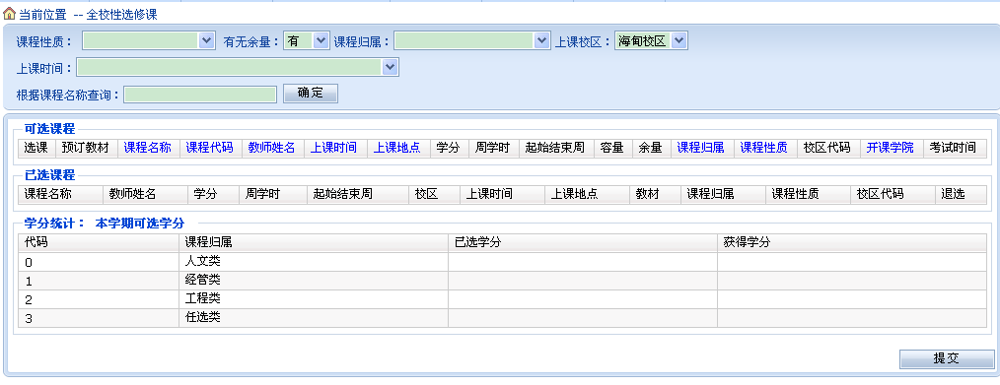 当前位置 -- 全校性选修课
课程性质： 有无余量： 有 课程归属： 上课校区： 海甸校区
上课时间：
根据课程名称查询： 确定
可选课程
选课 预订教材 课程名称 课程代码 教师姓名 上课时间 上课地点 学分 周学时 起始结束周 容量 余量 课程归属 课程性质 校区代码 开课学院 考试时间
已选课程
课程名称 教师姓名 学分 周学时 起始结束周 校区 上课时间 上课地点 教材 课程归属 课程性质 校区代码 退选
学分统计： 本学期可选学分
代码 课程归属 已选学分 获得学分
0 人文类
1 经管类
2 工程类
3 任选类
提交